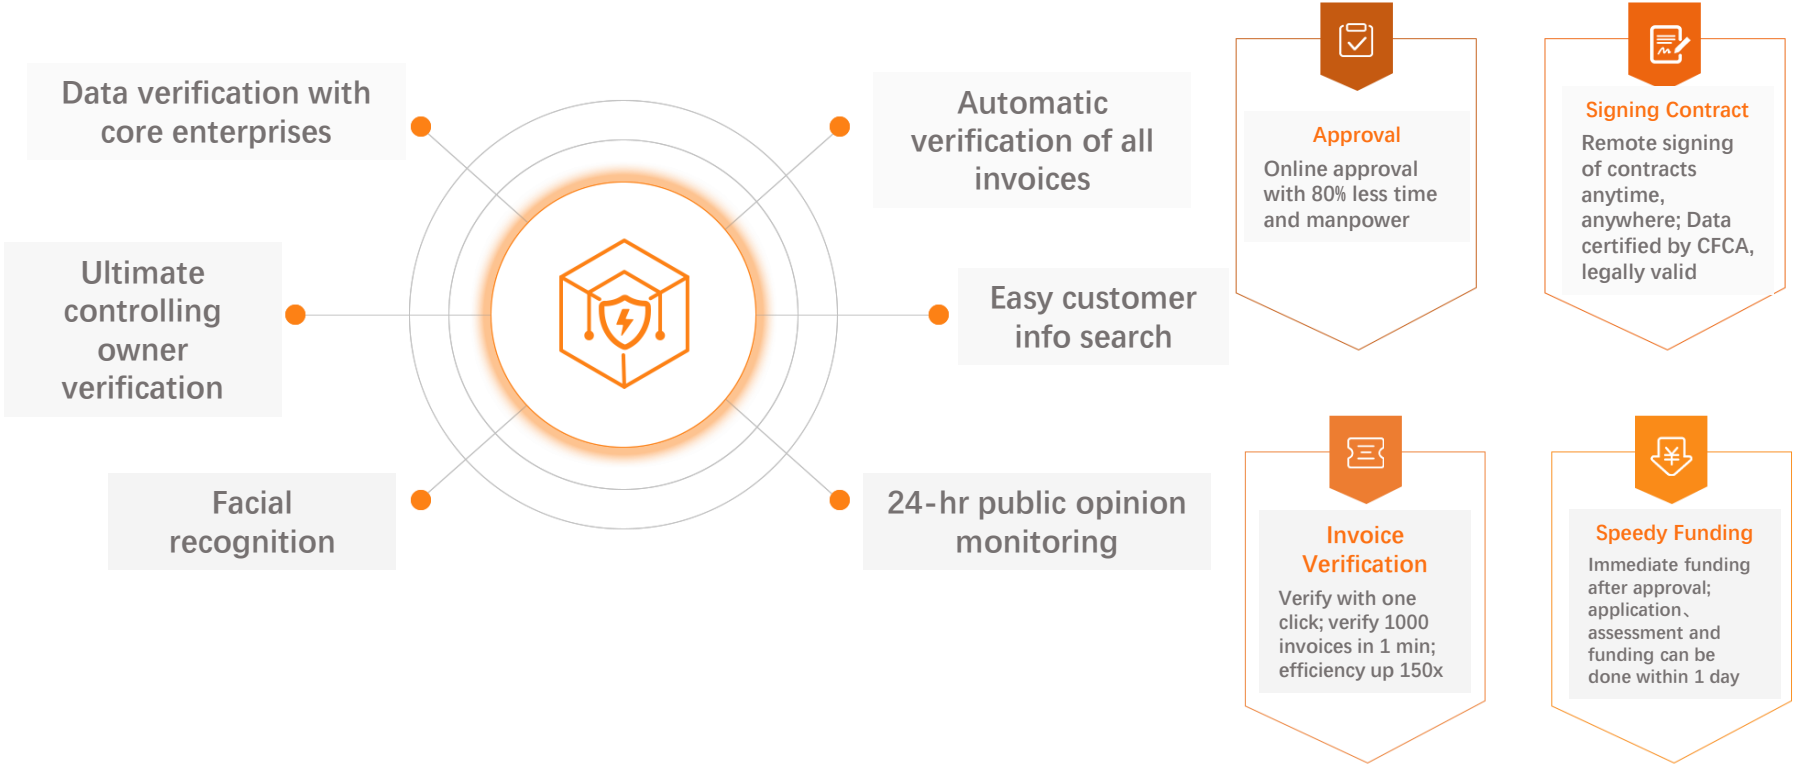 Data verification with
core enterprises
Ultimate
controlling
owner
verification
Facial
recognition
Automatic
verification of all
invoices
Easy customer
info search
24-hr public opinion
monitoring
Approval
Online approval
with 80% less time
and manpower
Signing Contract
Remote signing
of contracts
anytime,
anywhere; Data
certified by CFCA,
legally valid
Invoice
Verification
Verify with one
click; verify 1000
invoices in 1 min;
efficiency up 150x
¥
Speedy Funding
Immediate funding
after approval;
application、
assessment and
funding can be
done within 1 day